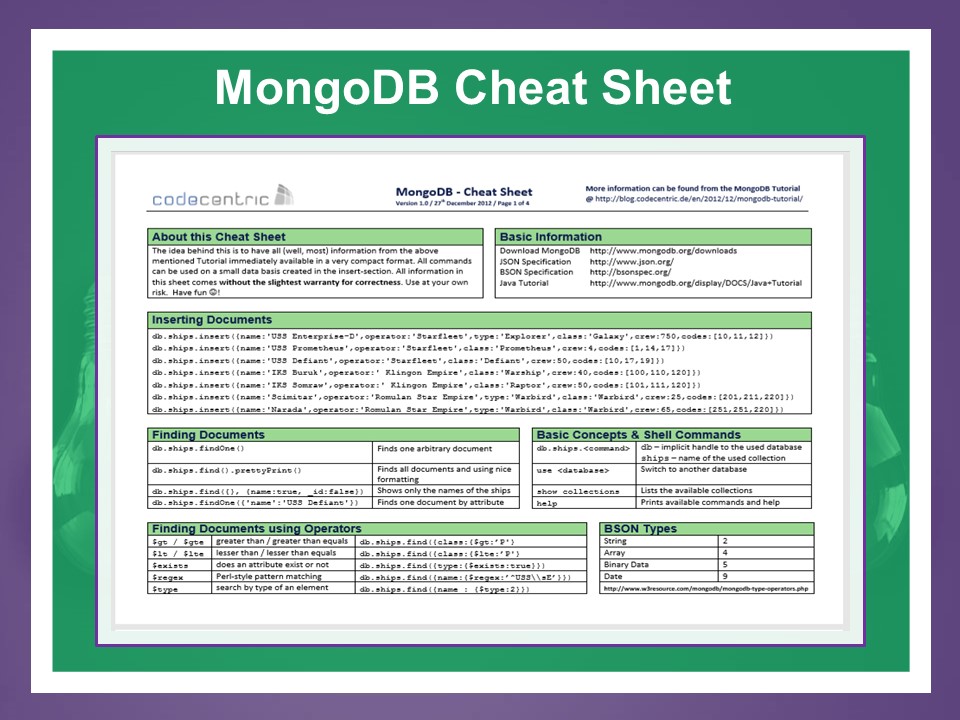 MongoDB Cheat Sheet
codecentric
MongoDB - Cheat Sheet
Version 1.0 / 27th December 2012 / Page 1 of 4
More information can be found from the MongoDB Tutorial
@ http://blog.codecentric.de/en/2012/12/mongodb-tutorial/
About this Cheat Sheet
The idea behind this is to have all (well, most) information from the above
mentioned Tutorial immediately available in a very compact format. All commands
can be used on a small data basis created in the insert-section. All information in
this sheet comes without the slightest warranty for correctness. Use at your own
risk. Have fun ☺!
Basic Information
Download MongoDB http://www.mongodb.org/downloads
JSON Specification http://www.json.org/
BSON Specification http://bsonspec.org/
Java Tutorial http://www.mongodb.org/display/DOCS/Java+Tutorial
Inserting Documents
db.ships.insert({name:'USS Enterprise-D',operator:'Starfleet',type:'Explorer',class:'Galaxy',crew:750,codes:[10,11,12]})
db.ships.insert({name:'USS Prometheus',operator:'Starfleet',class:'Prometheus',crew:4,codes:[1,14,17]})
db.ships.insert({name:'USS Defiant',operator:'Starfleet',class:'Defiant',crew:50,codes:[10,17,19]})
db.ships.insert({name:'IKS Buruk',operator:' Klingon Empire',class:'Warship',crew:40,codes:[100,110,120]})
db.ships.insert({name:'IKS Somraw',operator:' Klingon Empire',class:'Raptor',crew:50,codes:[101,111,120]})
db.ships.insert({name:'Scimitar',operator:'Romulan Star Empire',type:'Warbird',class:'Warbird',crew:25,codes:[201,211,220]})
db.ships.insert({name:'Narada',operator:'Romulan Star Empire',type:'Warbird',class:'Warbird',crew:65,codes:[251,251,220]})
Finding Documents
db.ships.findOne() Finds one arbitrary document
db.ships.find().prettyPrint() Finds all documents and using nice
formatting
db.ships.find({}, {name:true, _id:false}) Shows only the names of the ships
db.ships.findOne({'name':'USS Defiant'}) Finds one document by attribute
Basic Concepts & Shell Commands
db.ships.<command> db – implicit handle to the used database
ships – name of the used collection
use <database> Switch to another database
show collections Lists the available collections
help Prints available commands and help
Finding Documents using Operators
$gt / $gte greater than / greater than equals db.ships.find({class:{$gt:'P'}
$lt / $lte lesser than / lesser than equals db.ships.find({class:{$lte:'P'}
$exists does an attribute exist or not db.ships.find({type:{$exists:true}})
$regex Perl-style pattern matching db.ships.find({name:{$regex:'^USS\\sE'}})
$type search by type of an element db.ships.find({name : {$type:2}})
BSON Types
String 2
Array 4
Binary Data 5
Date 9
http://www.w3resource.com/mongodb/mongodb-type-operators.php